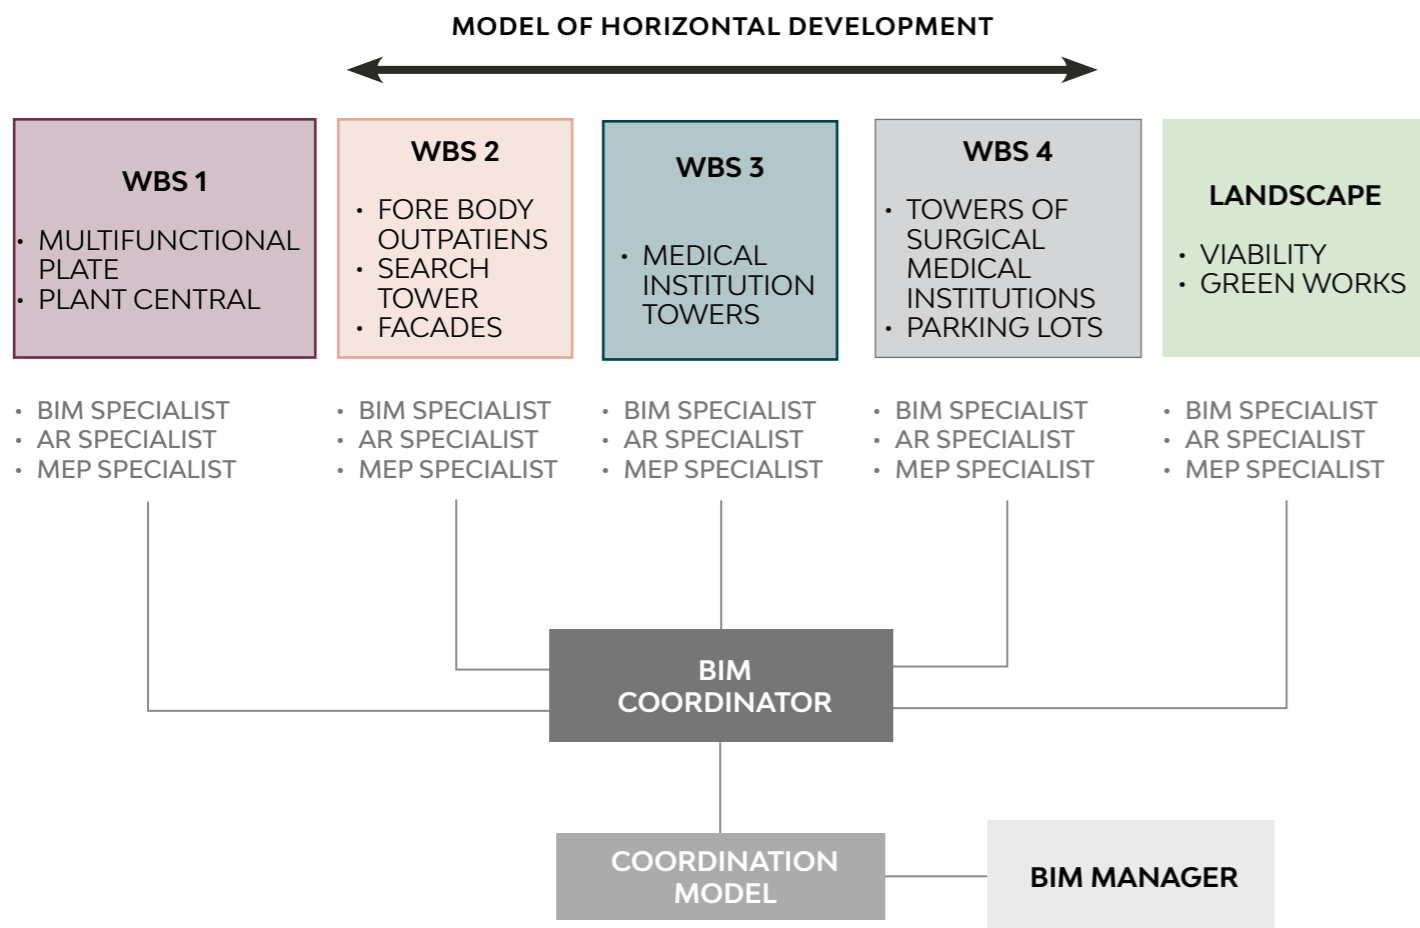 MODEL OF HORIZONTAL DEVELOPMENT
WBS 1
• MULTIFUNCTIONAL
PLATE
• PLANT CENTRAL
WBS 2
• FORE BODY
OUTPATIENS
• SEARCH
TOWER
• FACADES
WBS 3
• MEDICAL
INSTITUTION
TOWERS
WBS 4
• TOWERS OF
SURGICAL
MEDICAL
INSTITUTIONS
• PARKING LOTS
LANDSCAPE
• VIABILITY
• GREEN WORKS
• BIM SPECIALIST
• AR SPECIALIST
• MEP SPECIALIST
• BIM SPECIALIST
• AR SPECIALIST
• MEP SPECIALIST
• BIM SPECIALIST
• AR SPECIALIST
• MEP SPECIALIST
• BIM SPECIALIST
• AR SPECIALIST
• MEP SPECIALIST
• BIM SPECIALIST
• AR SPECIALIST
• MEP SPECIALIST
BIM
COORDINATOR
COORDINATION
MODEL
BIM MANAGER